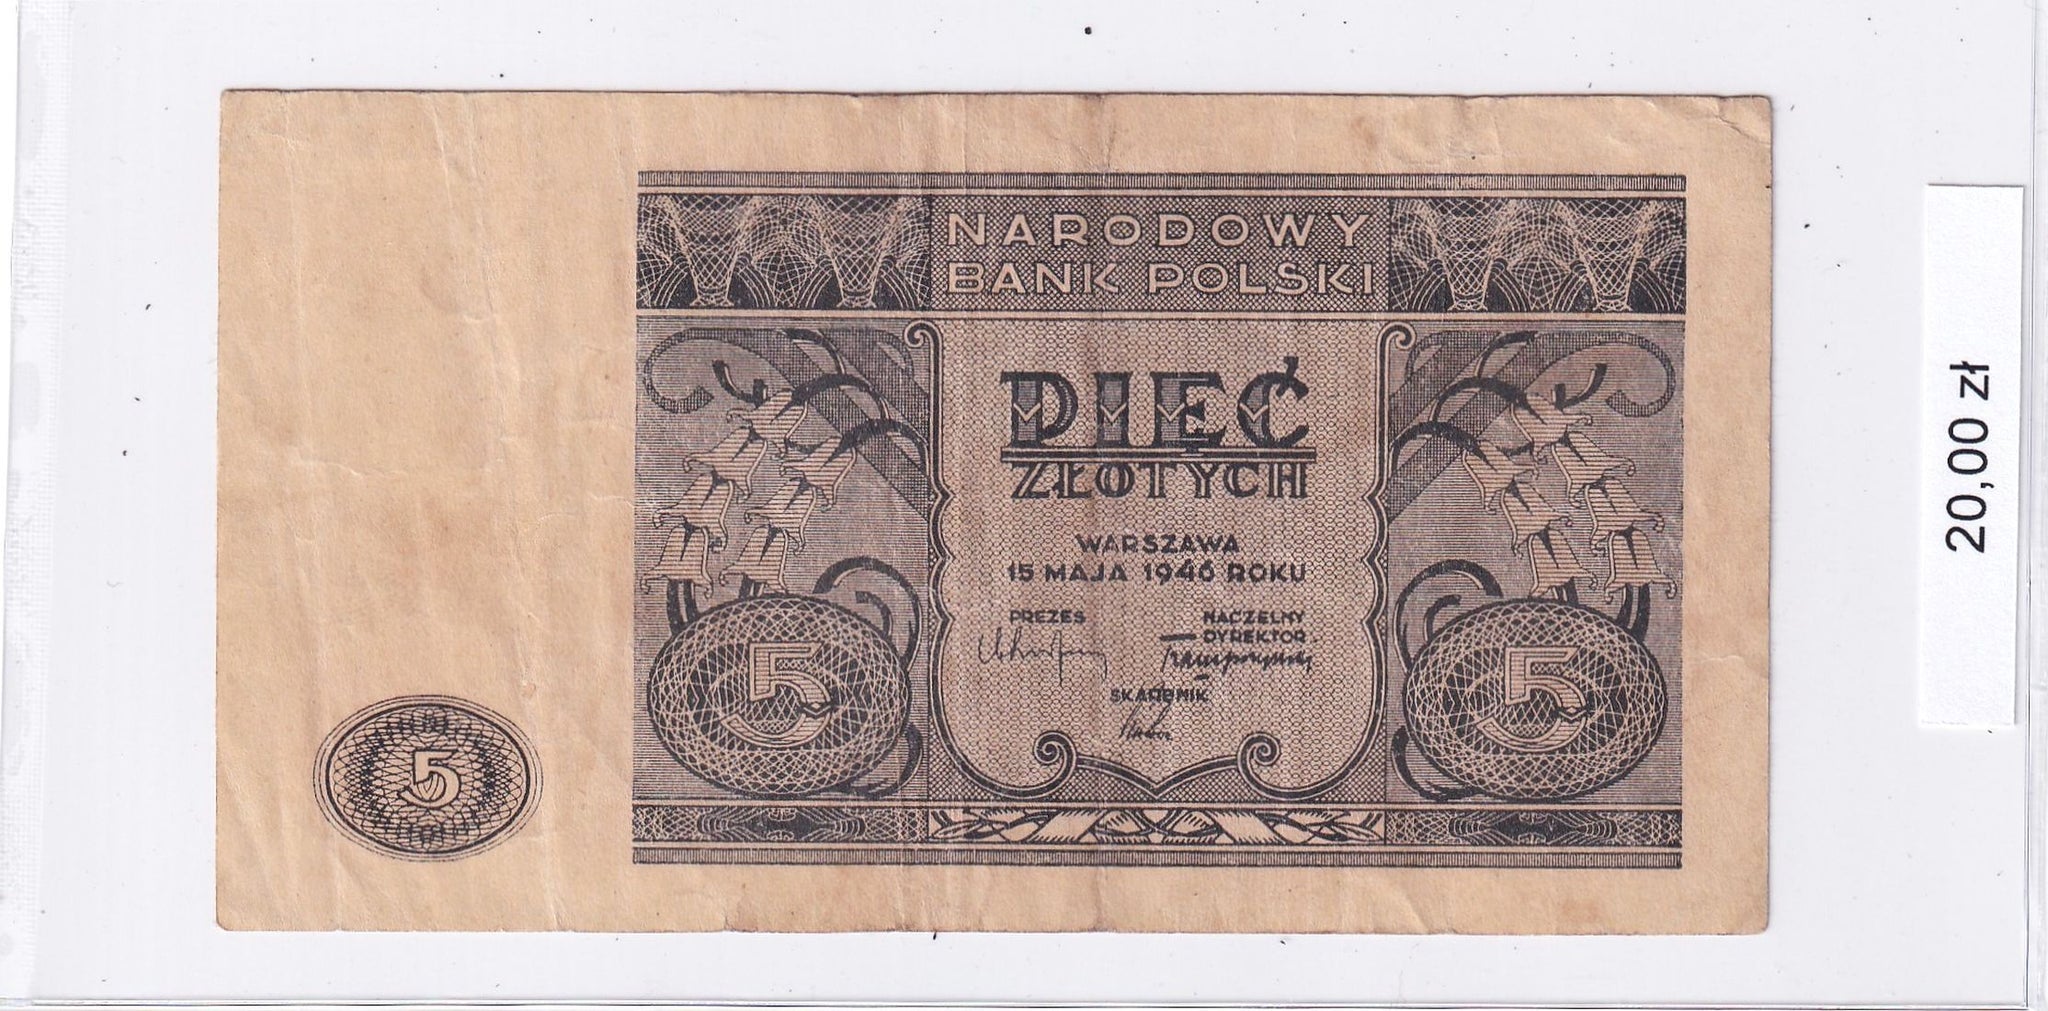 NARODOWY
BANK POLSKI
PIĘĆ
ZŁOTYCH
WARSZAWA
15 MAJA 1946 ROKU
PREZES
NACZELNY
DYREKTOR
SKARBNIK
5
5
5
20,00 zł